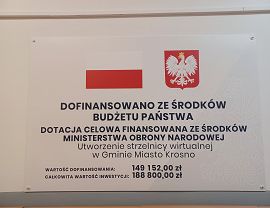 DOFINANSOWANO ZE ŚRODKÓW
BUDŻETU PAŃSTWA
DOTACJA CELOWA FINANSOWANA ZE ŚRODKÓW
MINISTERSTWA OBRONY NARODOWEJ
Utworzenie strzelnicy wirtualnej
w Gminie Miasto Krosno
WARTOŚĆ DOFINANSOWANIA: 149 152,00 zł
CAŁKOWITA WARTOŚĆ INWESTYCJI: 188 800,00 zł